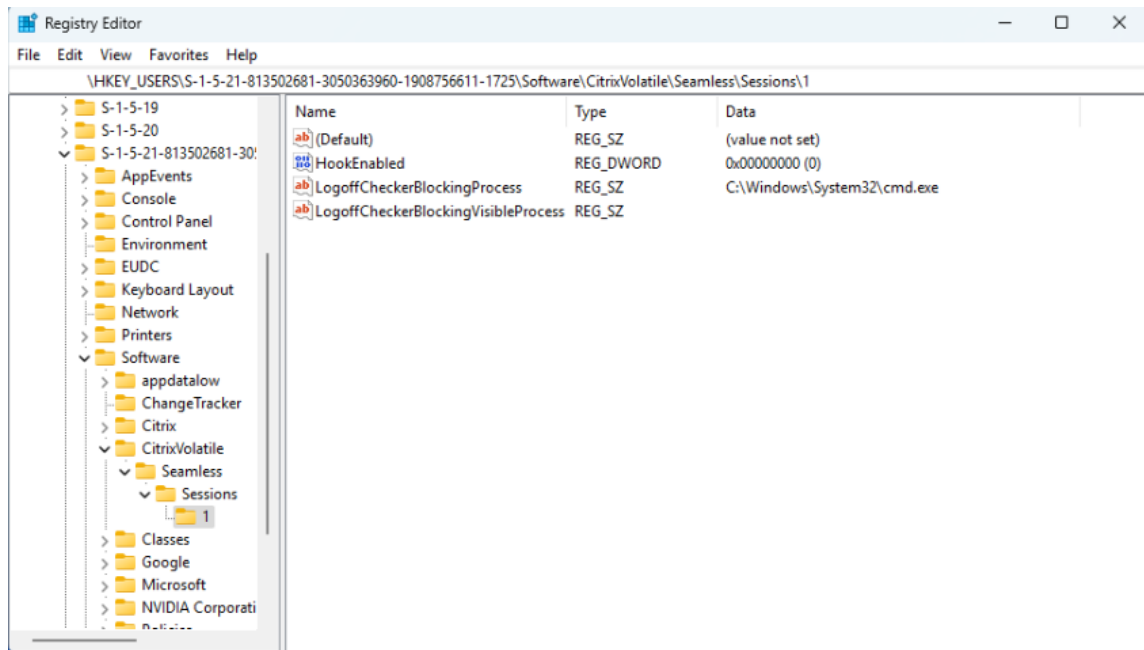 Registry Editor
File Edit View Favorites Help
\HKEY_USERS\S-1-5-21-813502681-3050363960-1908756611-1725\Software\CitrixVolatile\Seamless\Sessions\1
S-1-5-19
S-1-5-20
S-1-5-21-813502681-30
AppEvents
Console
Control Panel
Environment
EUDC
Keyboard Layout
Network
Printers
Software
appdatalow
ChangeTracker
Citrix
CitrixVolatile
Seamless
Sessions
1
Classes
Google
Microsoft
NVIDIA Corporati
Name Type Data
(Default) REG_SZ (value not set)
HookEnabled REG_DWORD 0x00000000 (0)
LogoffCheckerBlockingProcess REG_SZ C:\Windows\System32\cmd.exe
LogoffCheckerBlockingVisibleProcess REG_SZ